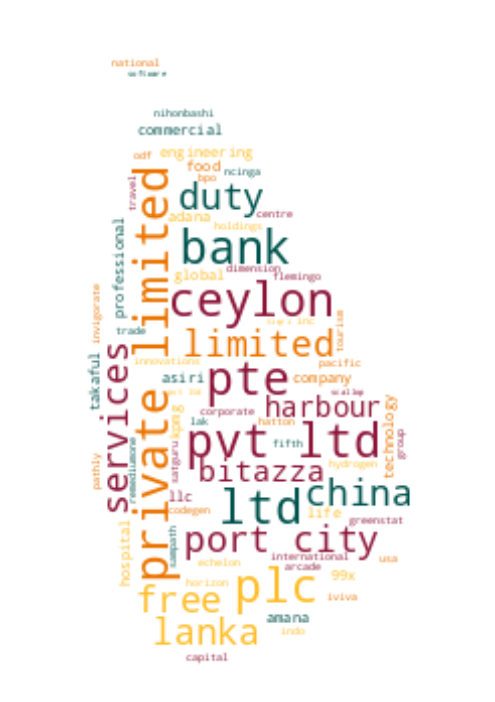 national
software
nihonbashi
commercial
odf
engineering
food
bpo
ncinga
travel
duty
adana
centre
holdings
professional
private limited
bank
global
dimension
flemingo
invigorate
ceylon
trade
limited
tourism
innovations
pacific
takaful
services
asiri
pte
company
scallop
kpmg
corporate
harbour
lak
hatton
technology
group
pvt ltd
fifth
pathly
remediumone
satguru
bitazza
hydrogen
llc
ltd
china
codegen
life
greenstat
hospital
sampath
port city
echelon
international
arcade
usa
horizon
plc
99x
free
iviva
amana
lanka
indo
capital